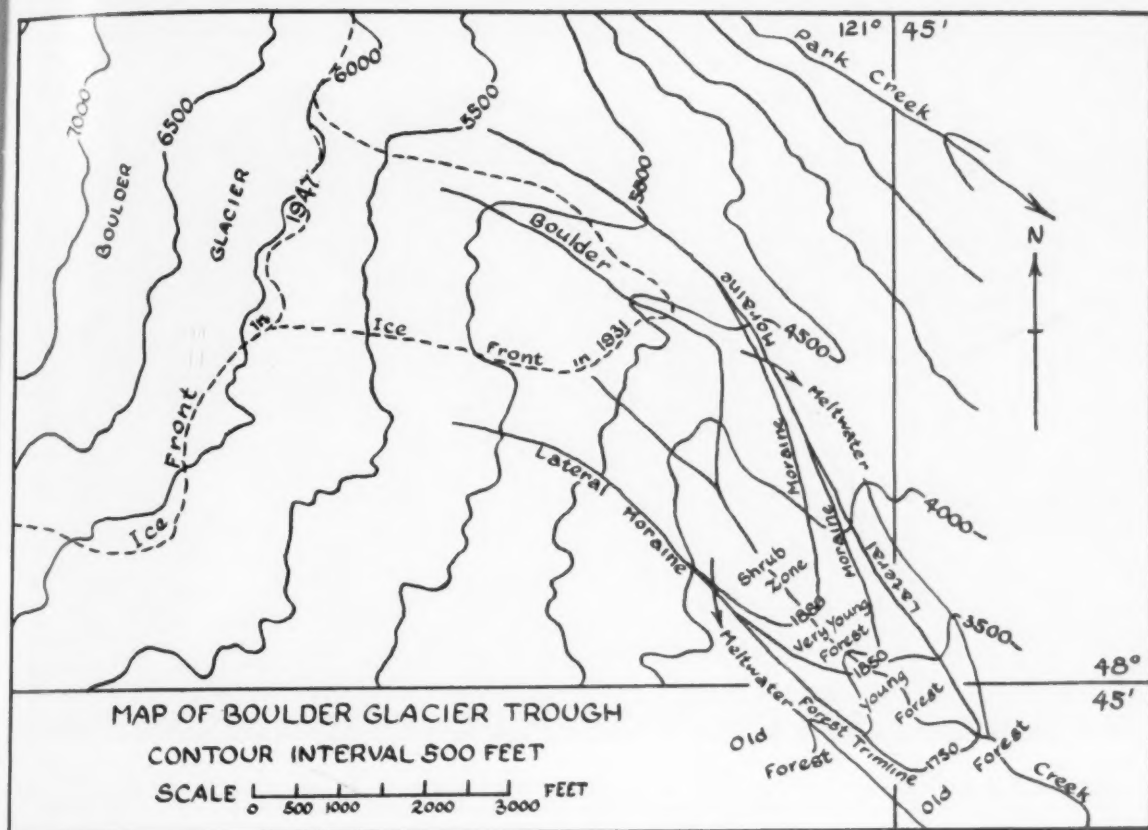 121° 45'
Park Creek
7000
6500
6000
5500
5800
BOULDER
GLACIER
1947
N
Boulder
Moraine
4500
Ice
Front
in 1931
in
Front
Ice
Meltwater
Moraine
Lateral
Moraine
4000
Moraine
Lateral
Shrub
Zone
1880
Very Young
Forest
3500
Meltwater
1850
Young
Forest
48°
45'
MAP OF BOULDER GLACIER TROUGH
CONTOUR INTERVAL 500 FEET
SCALE 0 500 1000 2000 3000 FEET
Old
Forest
Forest Trimline
1750
Old
Forest
Creek